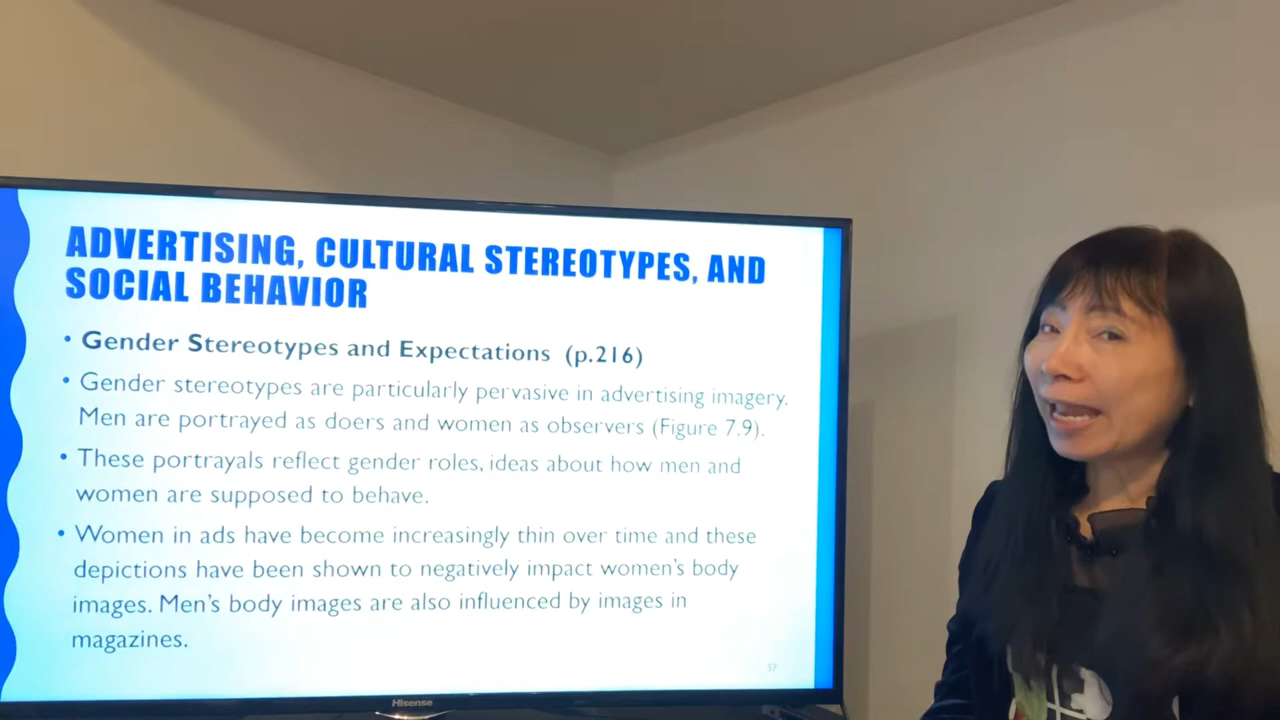 ADVERTISING, CULTURAL STEREOTYPES, AND
SOCIAL BEHAVIOR
• Gender Stereotypes and Expectations (p.216)
• Gender stereotypes are particularly pervasive in advertising imagery.
Men are portrayed as doers and women as observers (Figure 7.9).
• These portrayals reflect gender roles, ideas about how men and
women are supposed to behave.
• Women in ads have become increasingly thin over time and these
depictions have been shown to negatively impact women's body
images. Men's body images are also influenced by images in
magazines.
57
Hisense